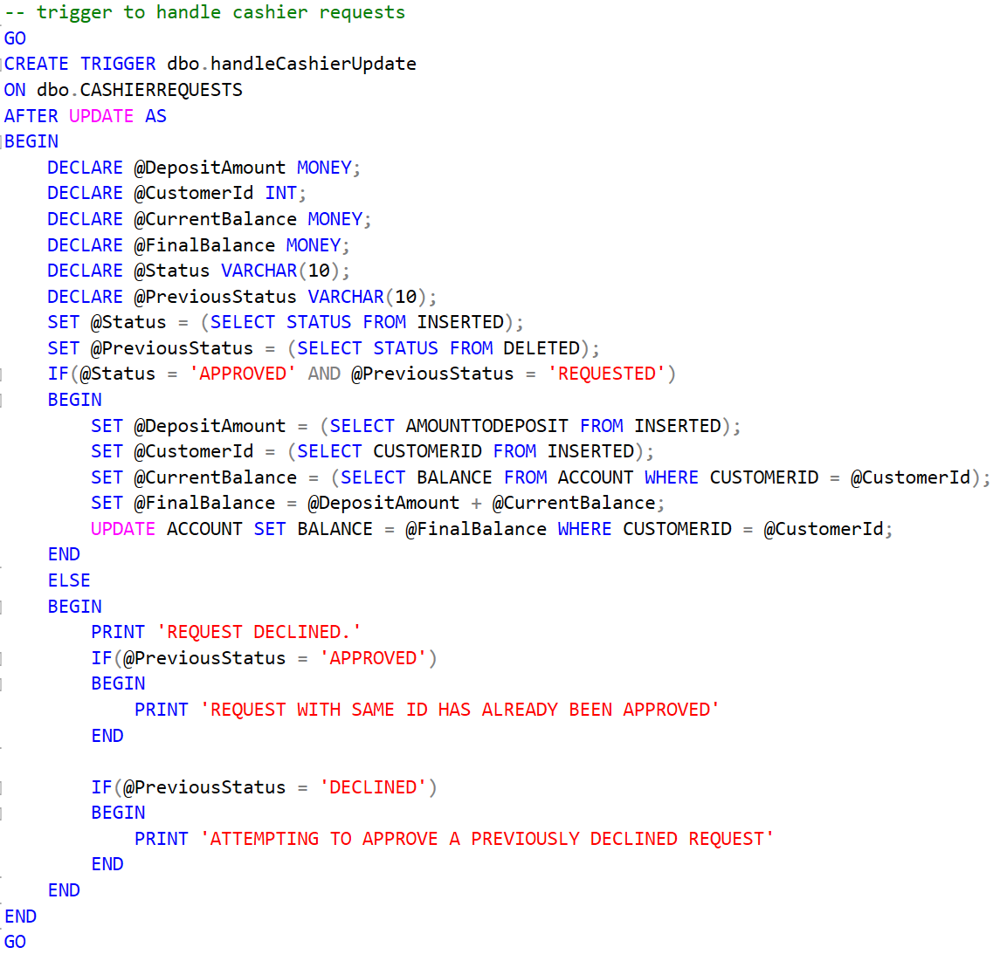 -- trigger to handle cashier requests
GO
CREATE TRIGGER dbo.handleCashierUpdate
ON dbo.CASHIERREQUESTS
AFTER UPDATE AS
BEGIN
    DECLARE @DepositAmount MONEY;
    DECLARE @CustomerId INT;
    DECLARE @CurrentBalance MONEY;
    DECLARE @FinalBalance MONEY;
    DECLARE @Status VARCHAR(10);
    DECLARE @PreviousStatus VARCHAR(10);
    SET @Status = (SELECT STATUS FROM INSERTED);
    SET @PreviousStatus = (SELECT STATUS FROM DELETED);
    IF(@Status = 'APPROVED' AND @PreviousStatus = 'REQUESTED')
    BEGIN
        SET @DepositAmount = (SELECT AMOUNTTODEPOSIT FROM INSERTED);
        SET @CustomerId = (SELECT CUSTOMERID FROM INSERTED);
        SET @CurrentBalance = (SELECT BALANCE FROM ACCOUNT WHERE CUSTOMERID = @CustomerId);
        SET @FinalBalance = @DepositAmount + @CurrentBalance;
        UPDATE ACCOUNT SET BALANCE = @FinalBalance WHERE CUSTOMERID = @CustomerId;
    END
    ELSE
    BEGIN
        PRINT 'REQUEST DECLINED.'
        IF(@PreviousStatus = 'APPROVED')
        BEGIN
            PRINT 'REQUEST WITH SAME ID HAS ALREADY BEEN APPROVED'
        END

        IF(@PreviousStatus = 'DECLINED')
        BEGIN
            PRINT 'ATTEMPTING TO APPROVE A PREVIOUSLY DECLINED REQUEST'
        END
    END
END
GO